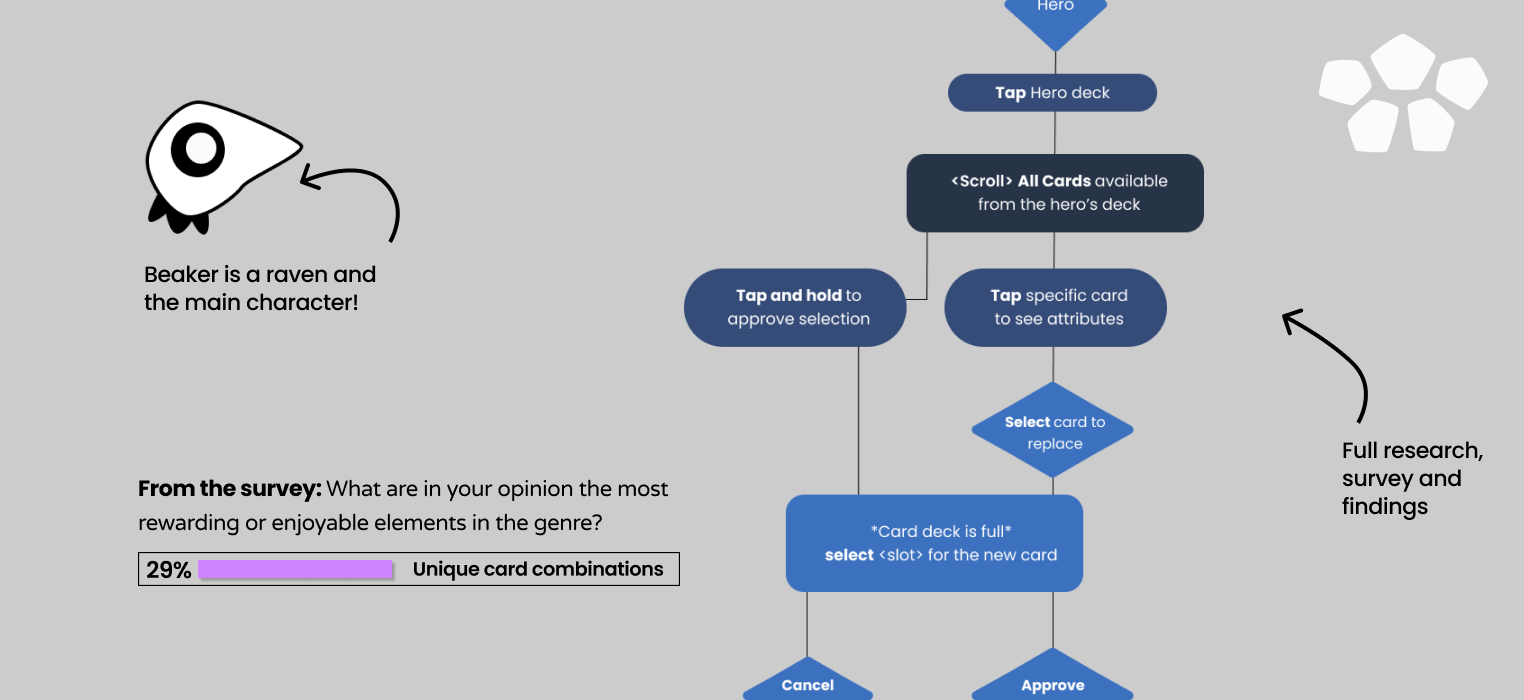 Hero
Tap Hero deck
<Scroll> All Cards available
from the hero’s deck
Tap and hold to
approve selection
Tap specific card
to see attributes
Select card to
replace
*Card deck is full*
select <slot> for the new card
Cancel
Approve
Beaker is a raven and
the main character!
From the survey: What are in your opinion the most
rewarding or enjoyable elements in the genre?
29% Unique card combinations
Full research,
survey and
findings